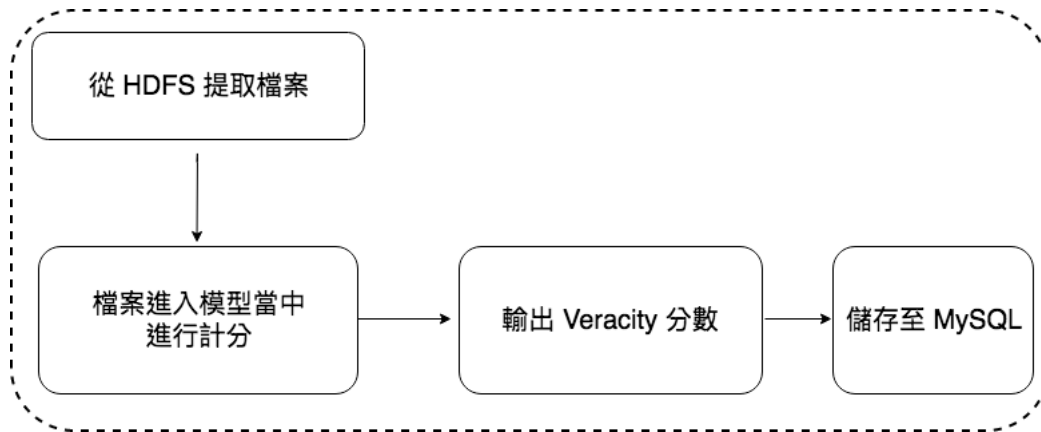 從 HDFS 提取檔案
檔案進入模型當中
進行計分
輸出 Veracity 分數
儲存至 MySQL